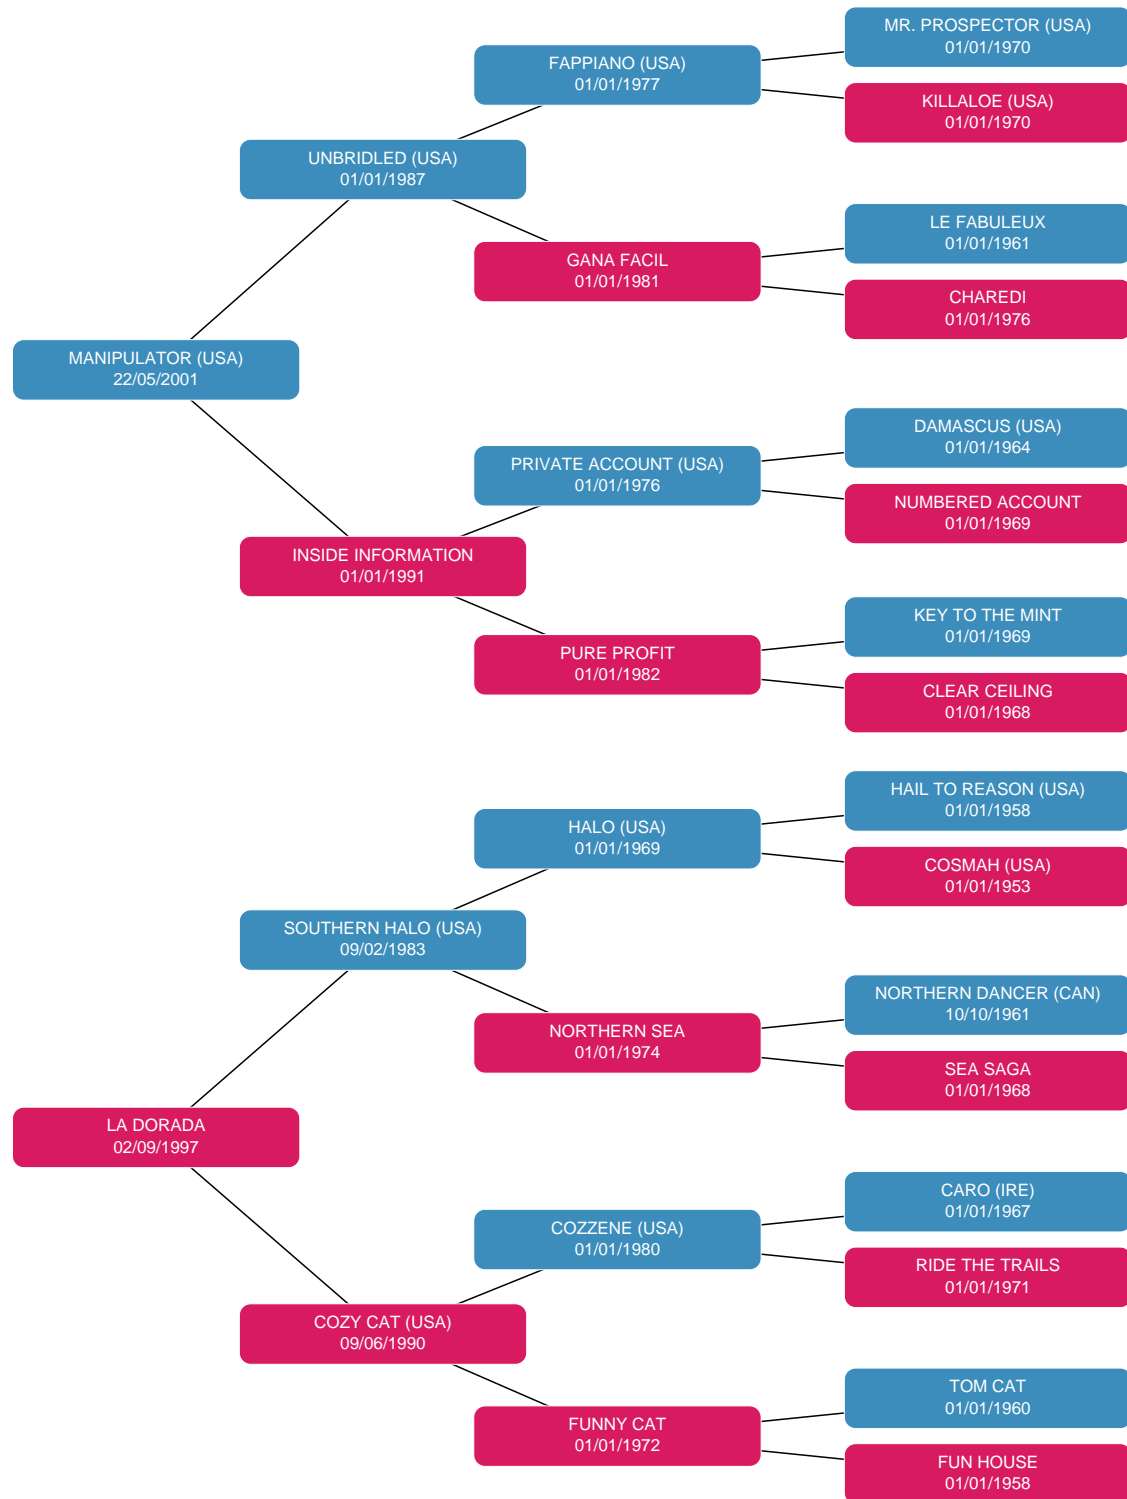 MR. PROSPECTOR (USA)
01/01/1970
FAPPIANO (USA)
01/01/1977
KILLALOE (USA)
01/01/1970
UNBRIDLED (USA)
01/01/1987
LE FABULEUX
01/01/1961
GANA FACIL
01/01/1981
CHAREDI
01/01/1976
MANIPULATOR (USA)
22/05/2001
DAMASCUS (USA)
01/01/1964
PRIVATE ACCOUNT (USA)
01/01/1976
NUMBERED ACCOUNT
01/01/1969
INSIDE INFORMATION
01/01/1991
KEY TO THE MINT
01/01/1969
PURE PROFIT
01/01/1982
CLEAR CEILING
01/01/1968
HAIL TO REASON (USA)
01/01/1958
HALO (USA)
01/01/1969
COSMAH (USA)
01/01/1953
SOUTHERN HALO (USA)
09/02/1983
NORTHERN DANCER (CAN)
10/10/1961
NORTHERN SEA
01/01/1974
SEA SAGA
01/01/1968
LA DORADA
02/09/1997
CARO (IRE)
01/01/1967
COZZENE (USA)
01/01/1980
RIDE THE TRAILS
01/01/1971
COZY CAT (USA)
09/06/1990
TOM CAT
01/01/1960
FUNNY CAT
01/01/1972
FUN HOUSE
01/01/1958